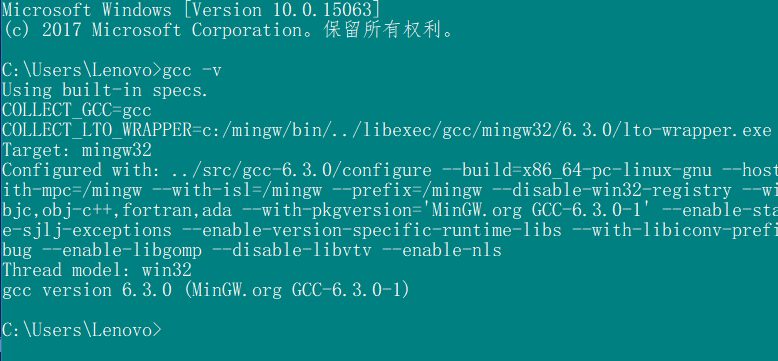 Microsoft Windows [Version 10.0.15063]
(c) 2017 Microsoft Corporation。保留所有权利。
C:\Users\Lenovo>gcc -v
Using built-in specs.
COLLECT_GCC=gcc
COLLECT_LTO_WRAPPER=c:/mingw/bin/../libexec/gcc/mingw32/6.3.0/lto-wrapper.exe
Target: mingw32
Configured with: ../src/gcc-6.3.0/configure --build=x86_64-pc-linux-gnu --host
ith-mpc=/mingw --with-isl=/mingw --prefix=/mingw --disable-win32-registry --wi
bjc,obj-c++,fortran,ada --with-pkgversion='MinGW.org GCC-6.3.0-1' --enable-sta
e-sjlj-exceptions --enable-version-specific-runtime-libs --with-libiconv-prefi
bug --enable-libgomp --disable-libvtv --enable-nls
Thread model: win32
gcc version 6.3.0 (MinGW.org GCC-6.3.0-1)
C:\Users\Lenovo>